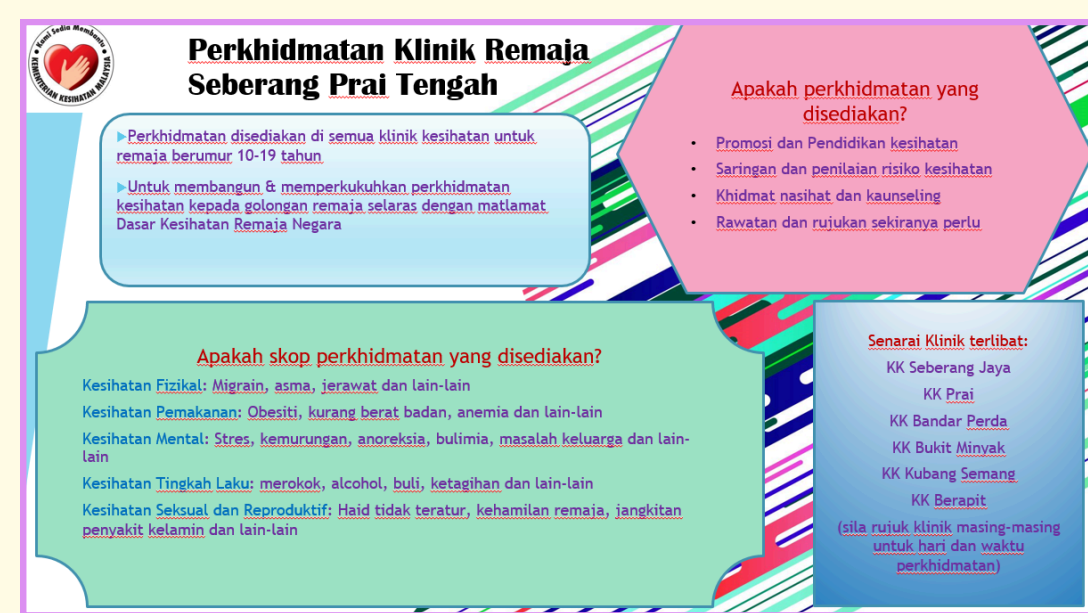 Kami Sedia Membantu
KEMENTERIAN KESIHATAN MALAYSIA
Perkhidmatan Klinik Remaja
Seberang Prai Tengah
Perkhidmatan disediakan di semua klinik kesihatan untuk
remaja berumur 10-19 tahun
Untuk membangun & memperkukuhkan perkhidmatan
kesihatan kepada golongan remaja selaras dengan matlamat
Dasar Kesihatan Remaja Negara
Apakah perkhidmatan yang
disediakan?
• Promosi dan Pendidikan kesihatan
• Saringan dan penilaian risiko kesihatan
• Khidmat nasihat dan kaunseling
• Rawatan dan rujukan sekiranya perlu
Apakah skop perkhidmatan yang disediakan?
Kesihatan Fizikal: Migrain, asma, jerawat dan lain-lain
Kesihatan Pemakanan: Obesiti, kurang berat badan, anemia dan lain-lain
Kesihatan Mental: Stres, kemurungan, anoreksia, bulimia, masalah keluarga dan lain-
lain
Kesihatan Tingkah Laku: merokok, alcohol, buli, ketagihan dan lain-lain
Kesihatan Seksual dan Reproduktif: Haid tidak teratur, kehamilan remaja, jangkitan
penyakit kelamin dan lain-lain
Senarai Klinik terlibat:
KK Seberang Jaya
KK Prai
KK Bandar Perda
KK Bukit Minyak
KK Kubang Semang
KK Berapit
(sila rujuk klinik masing-masing
untuk hari dan waktu
perkhidmatan)